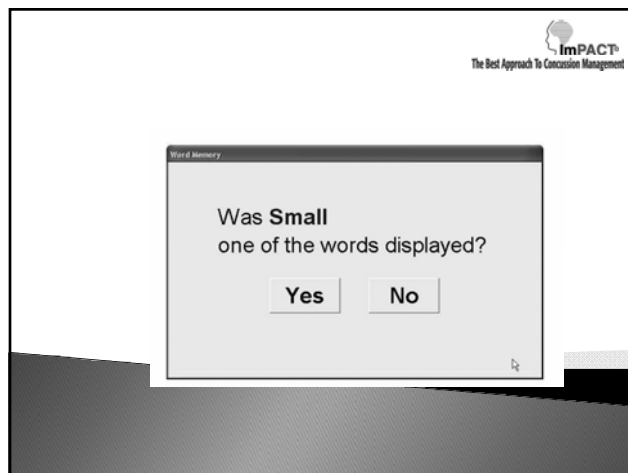 ImPACT®
The Best Approach To Concussion Management
Word Memory
Was Small
one of the words displayed?
Yes No